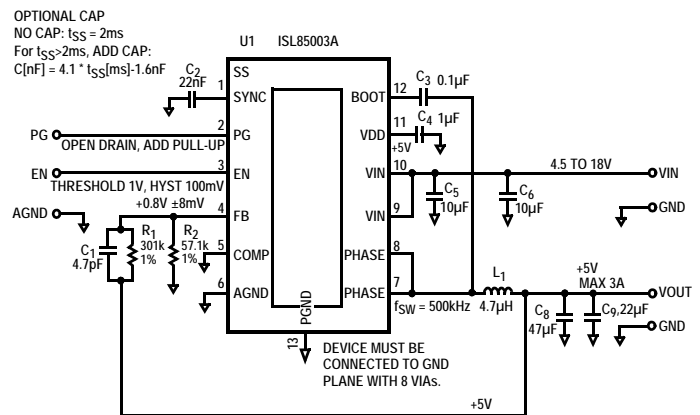 OPTIONAL CAP
NO CAP: tSS = 2ms
For tSS>2ms, ADD CAP:
C[nF] = 4.1 * tSS[ms]-1.6nF
U1 ISL85003A
C2
22nF
1
SS
SYNC
BOOT
12
C3 0.1µF
PG
2
OPEN DRAIN, ADD PULL-UP
PG
VDD
11
C4 1µF
+5V
EN
3
THRESHOLD 1V, HYST 100mV
EN
VIN
10
4.5 TO 18V
VIN
AGND
+0.8V ±8mV
4
FB
VIN
9
C5
10µF
C6
10µF
GND
C1
4.7pF
R1
301k
1%
R2
57.1k
1%
5
COMP
PHASE
8
6
AGND
PHASE
7
L1
4.7µH
fSW = 500kHz
+5V
MAX 3A
VOUT
C8
47µF
C9,22µF
GND
PGND
13
DEVICE MUST BE
CONNECTED TO GND
PLANE WITH 8 VIAs.
+5V